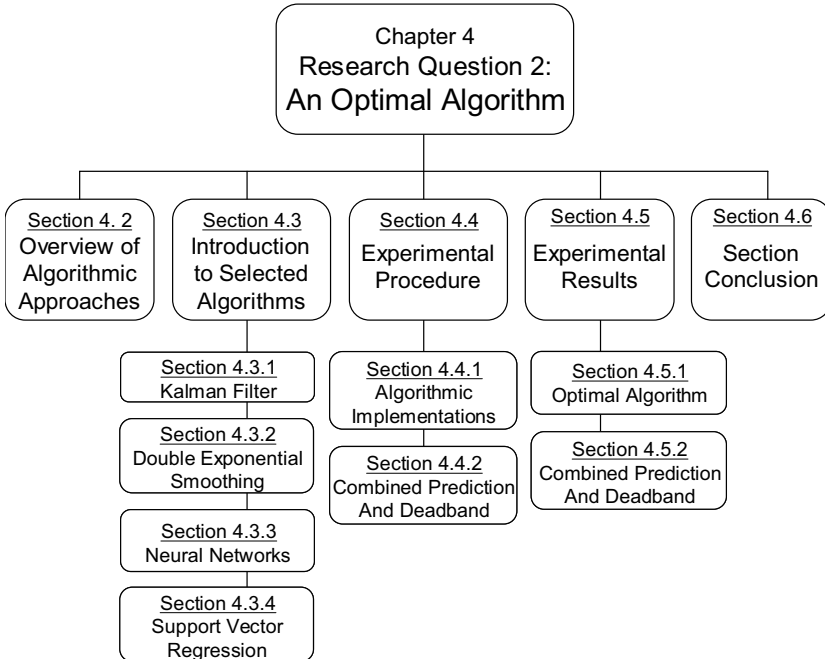 Chapter 4
Research Question 2:
An Optimal Algorithm
Section 4. 2
Overview of
Algorithmic
Approaches
Section 4.3
Introduction
to Selected
Algorithms
Section 4.4
Experimental
Procedure
Section 4.5
Experimental
Results
Section 4.6
Section
Conclusion
Section 4.3.1
Kalman Filter
Section 4.3.2
Double Exponential
Smoothing
Section 4.3.3
Neural Networks
Section 4.3.4
Support Vector
Regression
Section 4.4.1
Algorithmic
Implementations
Section 4.4.2
Combined Prediction
And Deadband
Section 4.5.1
Optimal Algorithm
Section 4.5.2
Combined Prediction
And Deadband